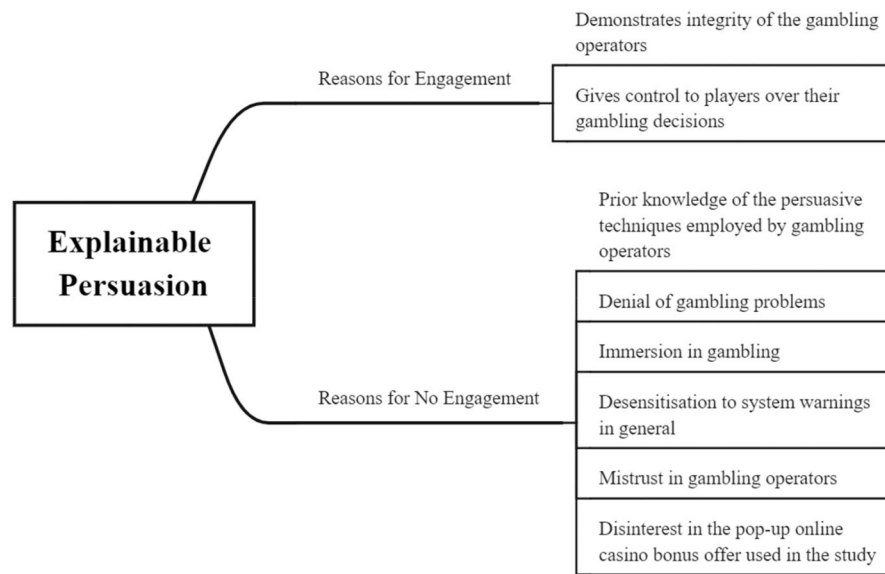 Demonstrates integrity of the gambling
operators
Reasons for Engagement
Gives control to players over their
gambling decisions
Explainable
Persuasion
Prior knowledge of the persuasive
techniques employed by gambling
operators
Denial of gambling problems
Immersion in gambling
Reasons for No Engagement
Desensitisation to system warnings
in general
Mistrust in gambling operators
Disinterest in the pop-up online
casino bonus offer used in the study